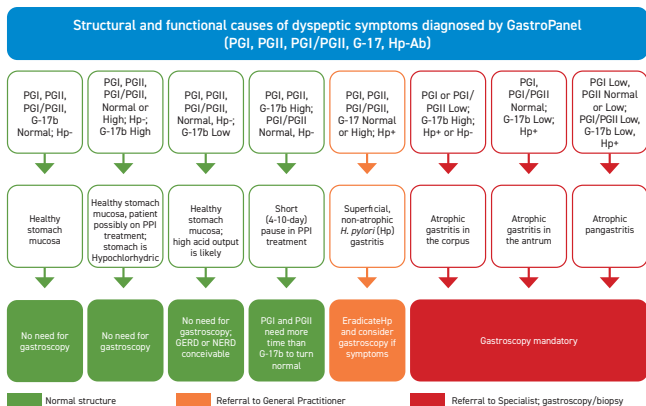 Structural and functional causes of dyspeptic symptoms diagnosed by GastroPanel
(PGI, PGII, PGI/PGII, G-17, Hp-Ab)
PGI, PGII,
PGI/PGII,
G-17b
Normal; Hp-
PGI, PGII,
PGI/PGII,
Normal or
High; Hp-;
G-17b High
PGI, PGII,
PGI/PGII,
Normal, Hp-;
G-17b Low
PGI, PGII,
G-17b High;
PGI/PGII
Normal, Hp-
PGI, PGII,
PGI/PGII,
G-17 Normal
or High; Hp+
PGI or PGI/
PGII Low;
G-17b High;
Hp+ or Hp-
PGI,
PGI/PGII
Normal;
G-17b Low;
Hp+
PGI Low,
PGII Normal
or Low;
PGI/PGII Low,
G-17b Low,
Hp+
Healthy
stomach
mucosa
Healthy stomach
mucosa, patient
possibly on PPI
treatment;
stomach is
Hypochlorhydric
Healthy
stomach
mucosa;
high acid output
is likely
Short
(4-10-day)
pause in PPI
treatment
Superficial,
non-atrophic
H. pylori (Hp)
gastritis
Atrophic
gastritis in
the corpus
Atrophic
gastritis in
the antrum
Atrophic
pangastritis
No need for
gastroscopy
No need for
gastroscopy
No need for
gastroscopy;
GERD or NERD
conceivable
PGI and PGII
need more
time than
G-17b to turn
normal
EradicateHp
and consider
gastroscopy if
symptoms
Gastroscopy mandatory
Normal structure
Referral to General Practitioner
Referral to Specialist; gastroscopy/biopsy